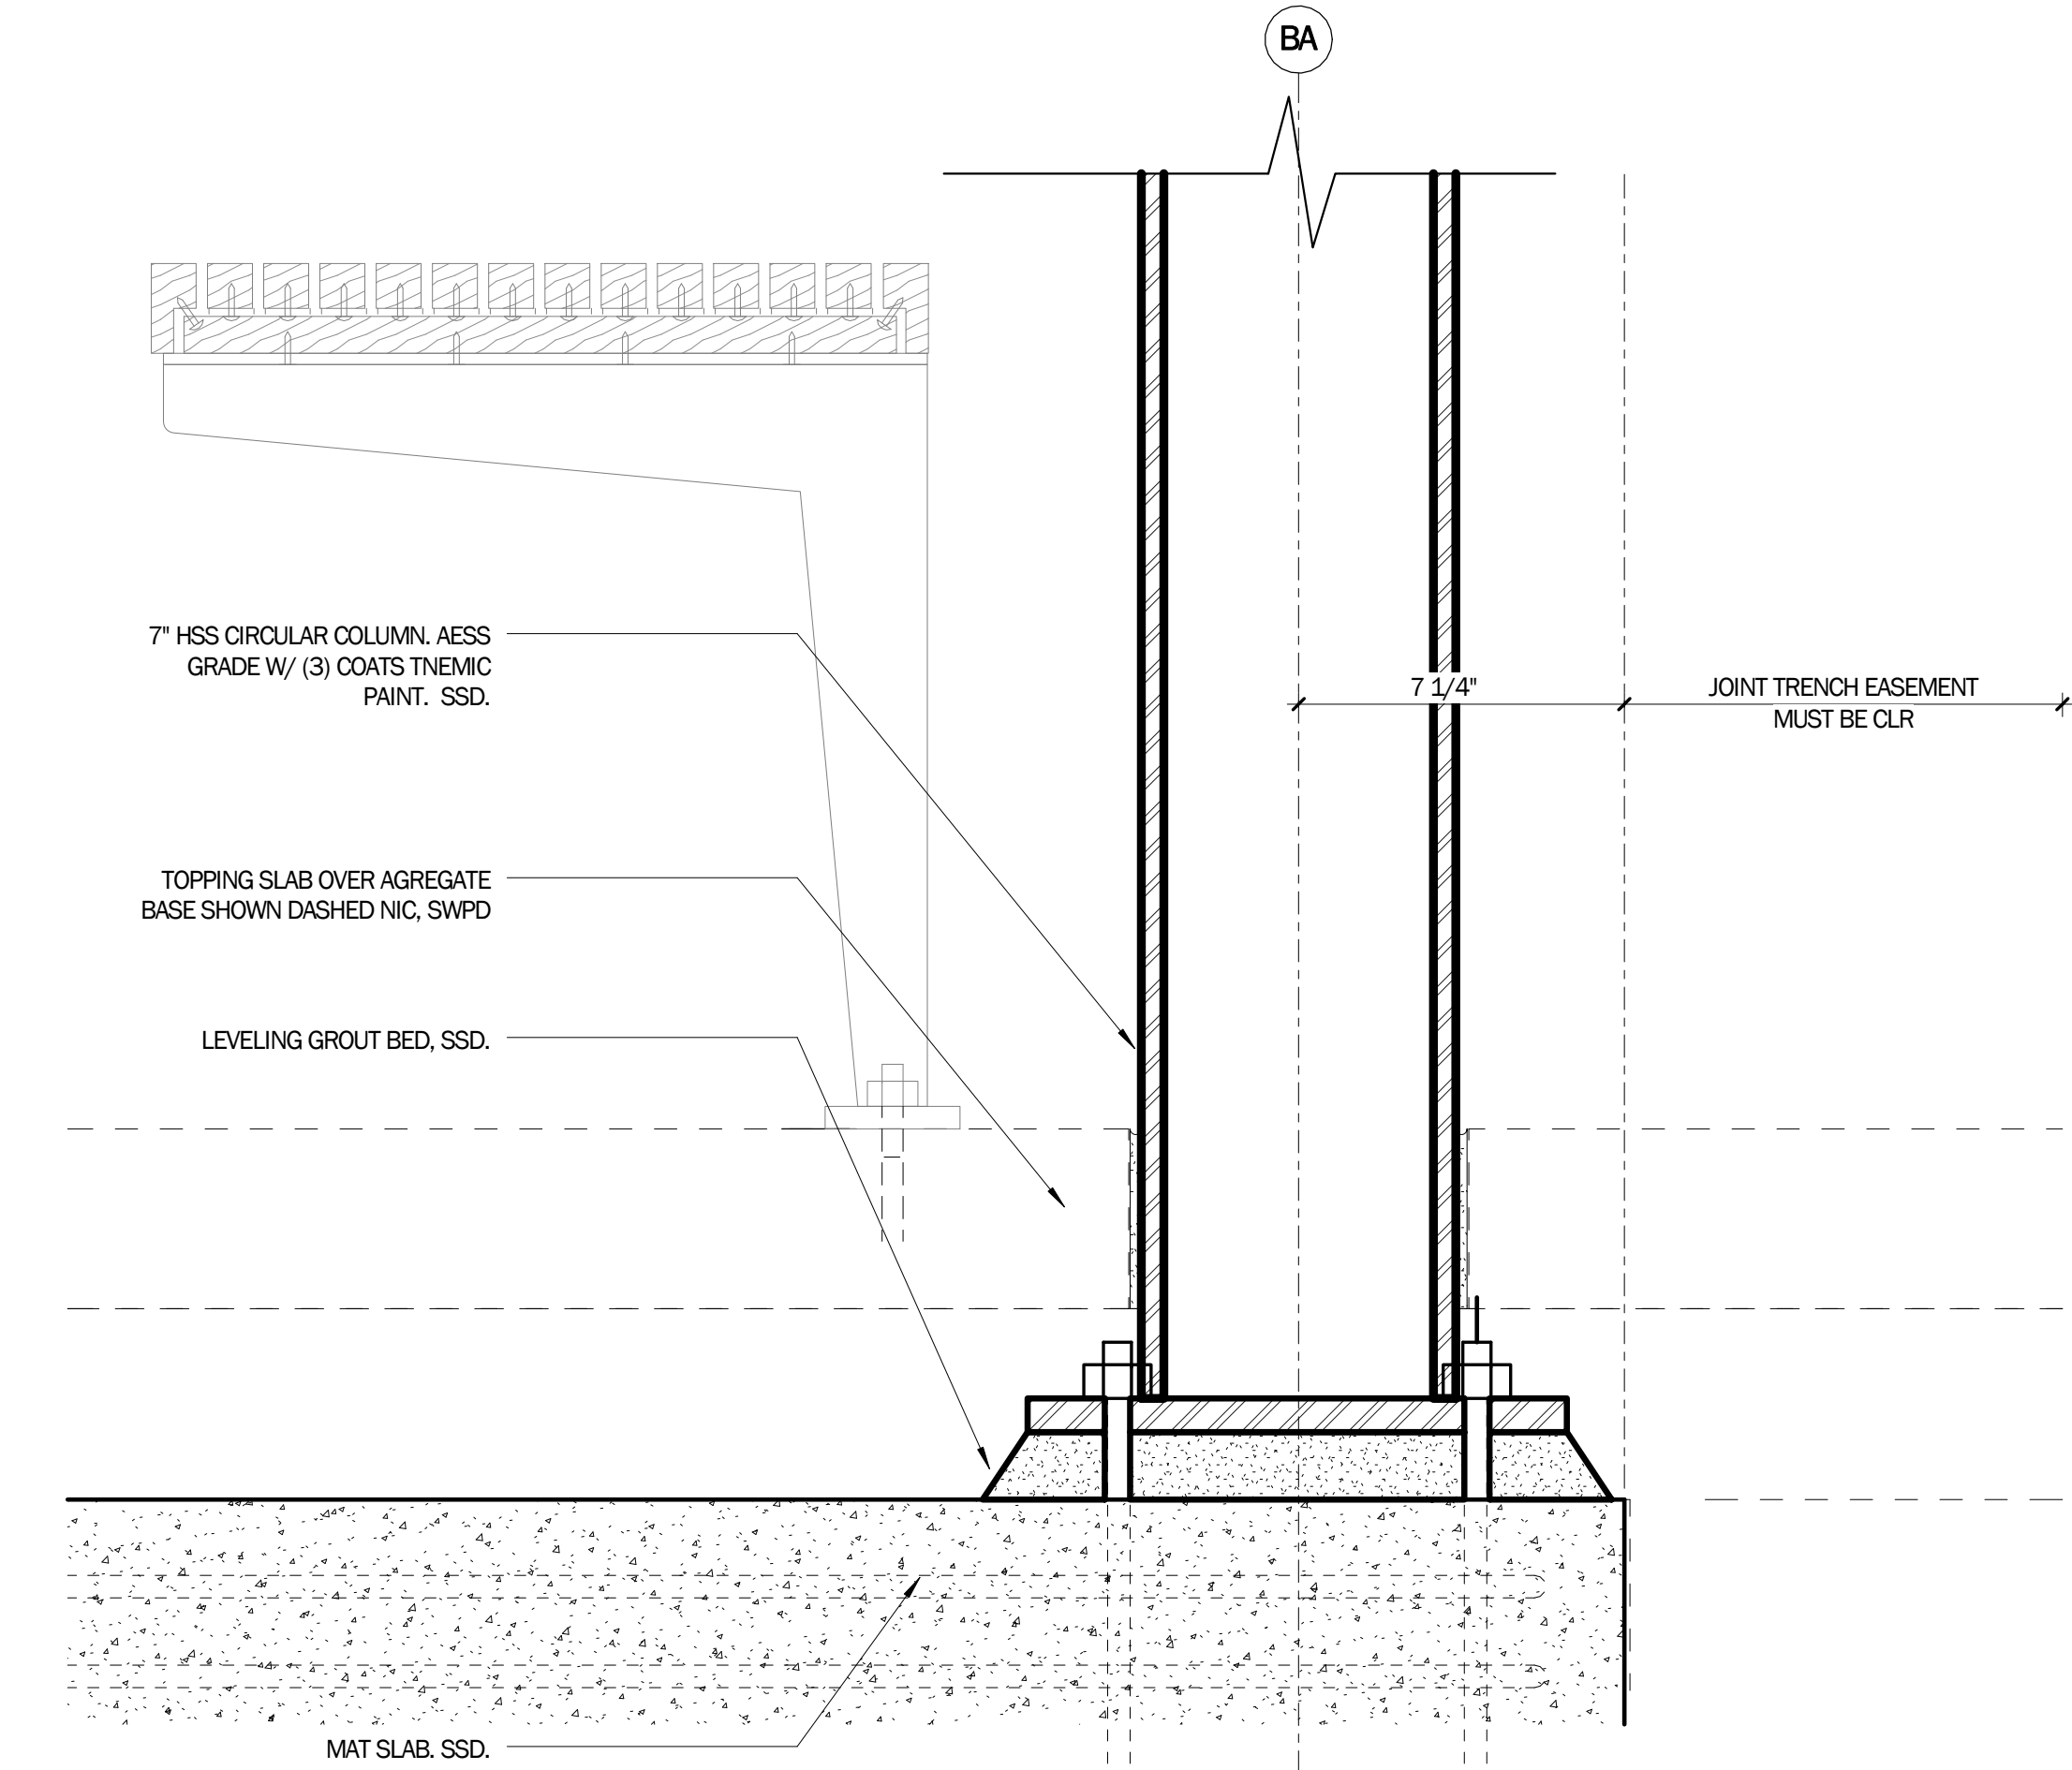 BA
7" HSS CIRCULAR COLUMN. AESS
GRADE W/ (3) COATS TNEMIC
PAINT. SSD.
7 1/4"
JOINT TRENCH EASEMENT
MUST BE CLR
TOPPING SLAB OVER AGREGATE
BASE SHOWN DASHED NIC, SWPD
LEVELING GROUT BED, SSD.
MAT SLAB. SSD.